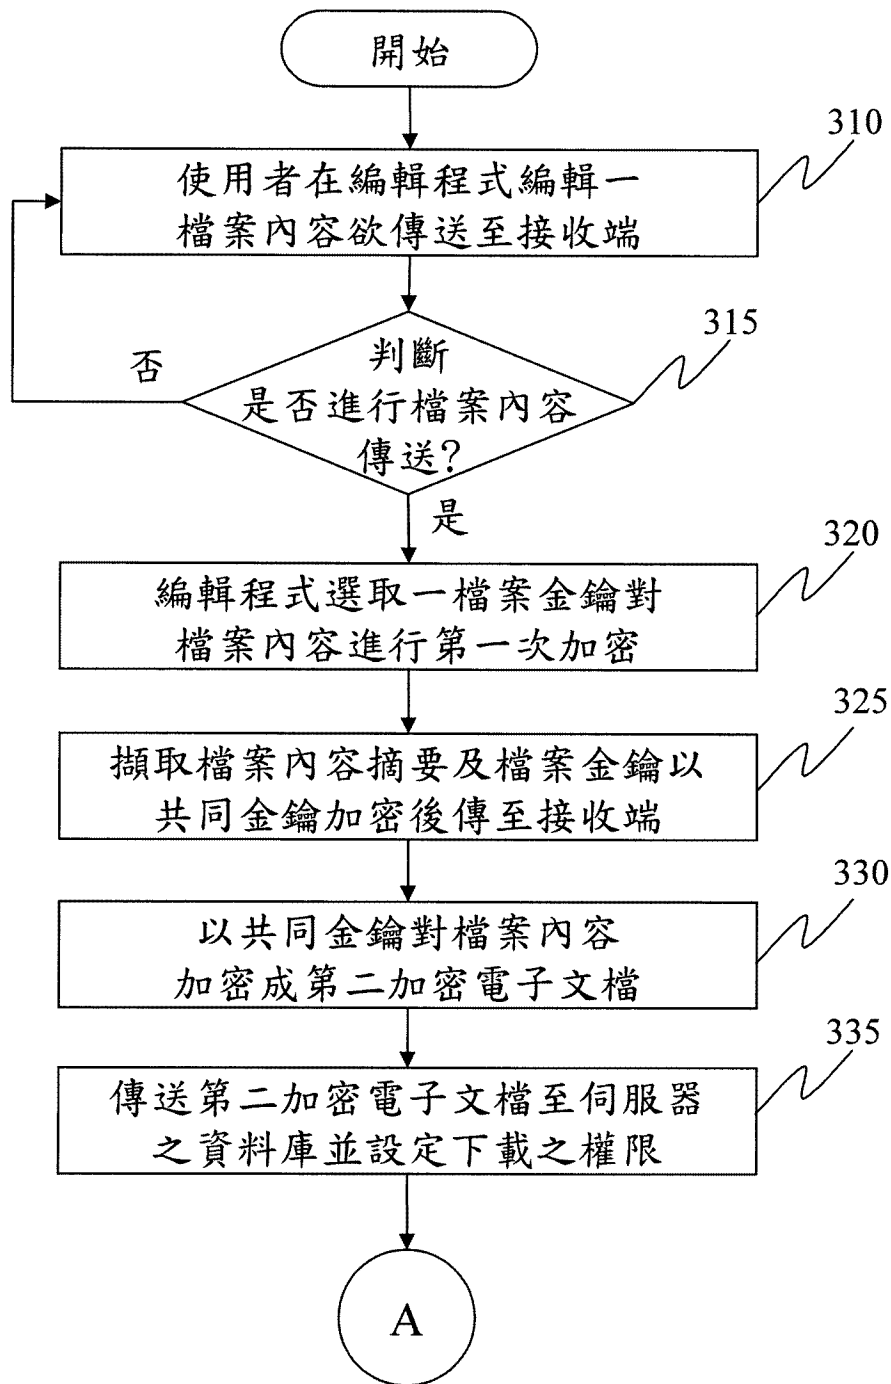 開始
310
使用者在編輯程式編輯一
檔案內容欲傳送至接收端
315
判斷
否
是否進行檔案內容
傳送?
是
320
編輯程式選取一檔案金鑰對
檔案內容進行第一次加密
325
擷取檔案內容摘要及檔案金鑰以
共同金鑰加密後傳至接收端
330
以共同金鑰對檔案內容
加密成第二加密電子文檔
335
傳送第二加密電子文檔至伺服器
之資料庫並設定下載之權限
A